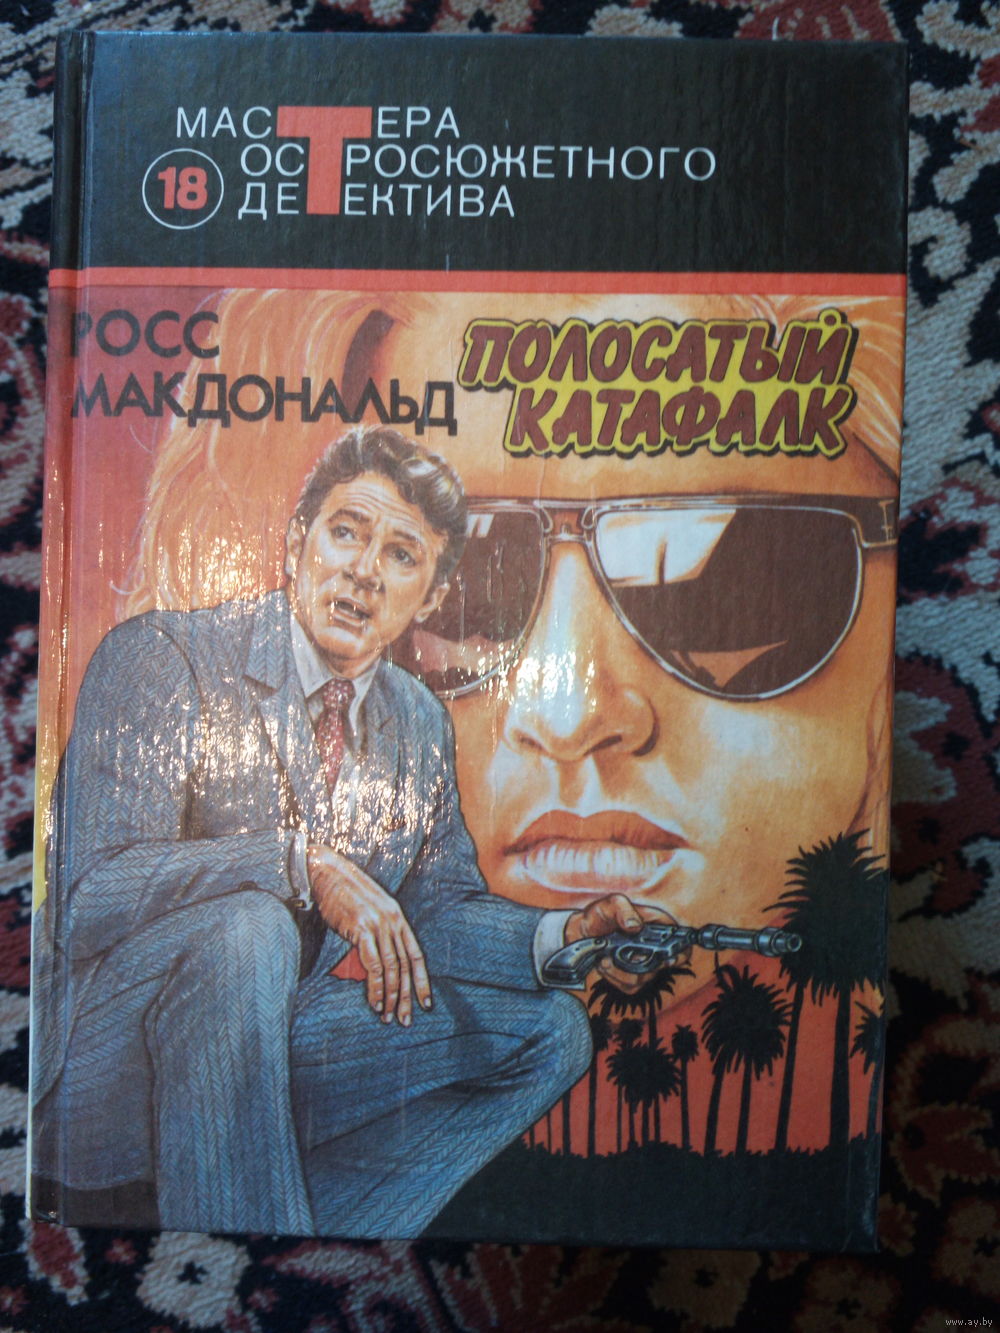 МАСТЕРА
ОСТРОСЮЖЕТНОГО
18 ДЕТЕКТИВА
РОСС
МАКДОНАЛЬД
ПОЛОСАТЫЙ
КАТАФАЛК
www.ay.by